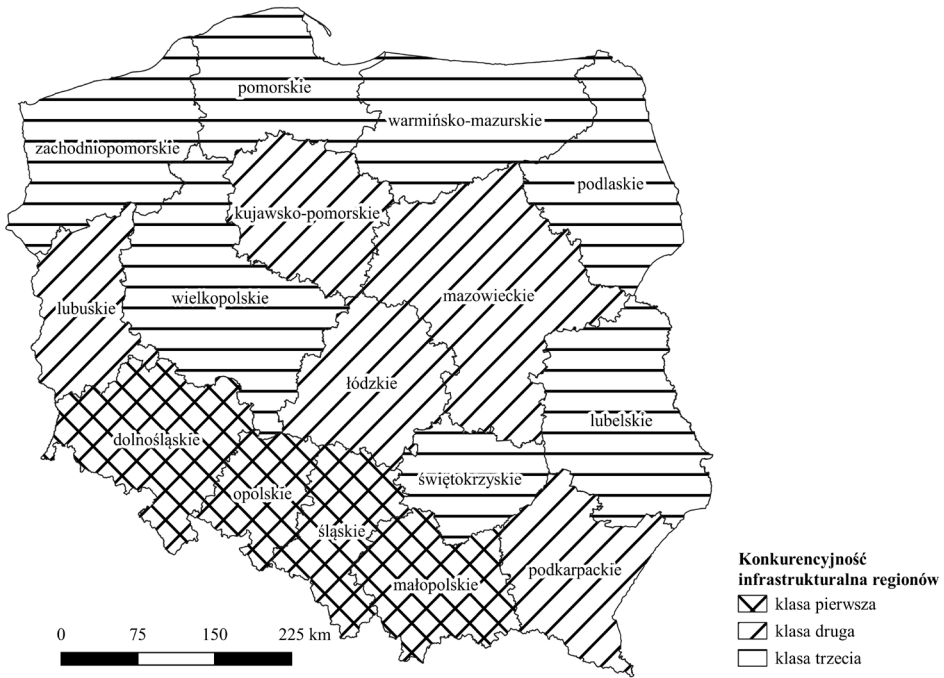 pomorskie
warmińsko-mazurskie
zachodniopomorskie
podlaskie
kujawsko-pomorskie
wielkopolskie
mazowieckie
lubuskie
łódzkie
lubelskie
dolnośląskie
świętokrzyskie
opolskie
śląskie
podkarpackie
małopolskie
Konkurencyjność
infrastrukturalna regionów
klasa pierwsza
klasa druga
klasa trzecia
0 75 150 225 km